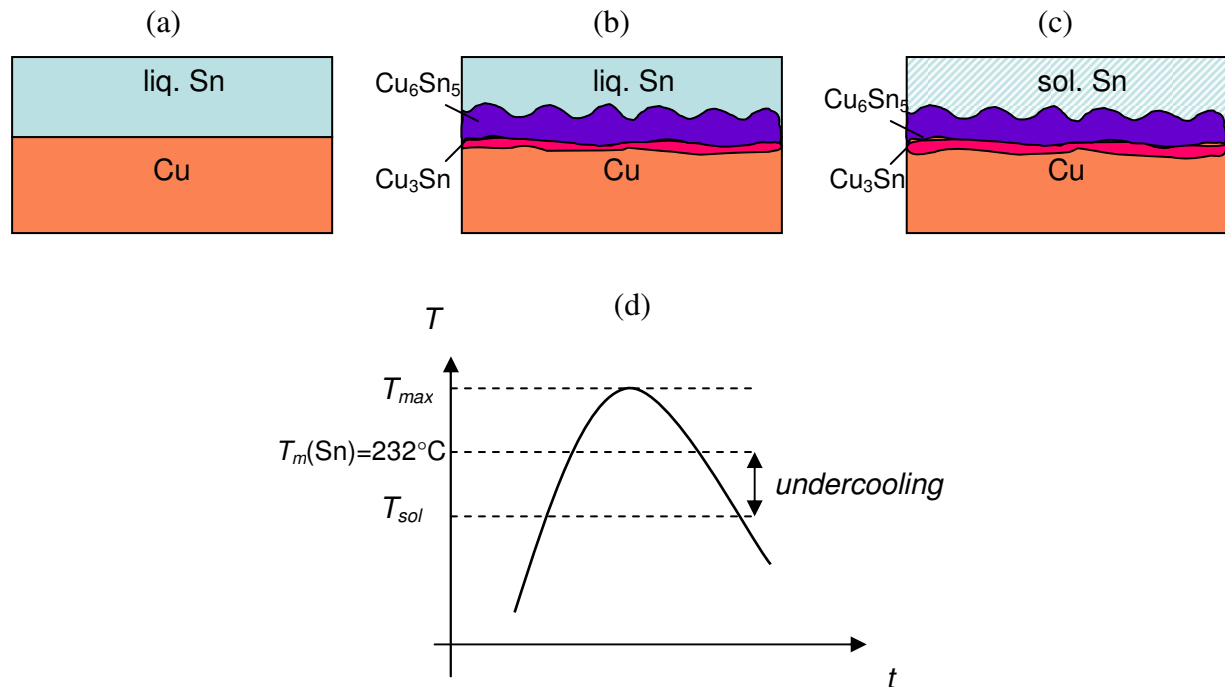 (a)
liq. Sn
Cu
(b)
liq. Sn
Cu₆Sn₅
Cu₃Sn
Cu
(c)
sol. Sn
Cu₆Sn₅
Cu₃Sn
Cu
(d)
T
Tmax
Tm(Sn)=232°C
undercooling
Tsol
t